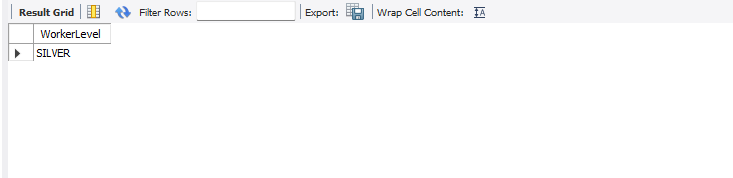 Result Grid Filter Rows: Export: Wrap Cell Content:
WorkerLevel
SILVER